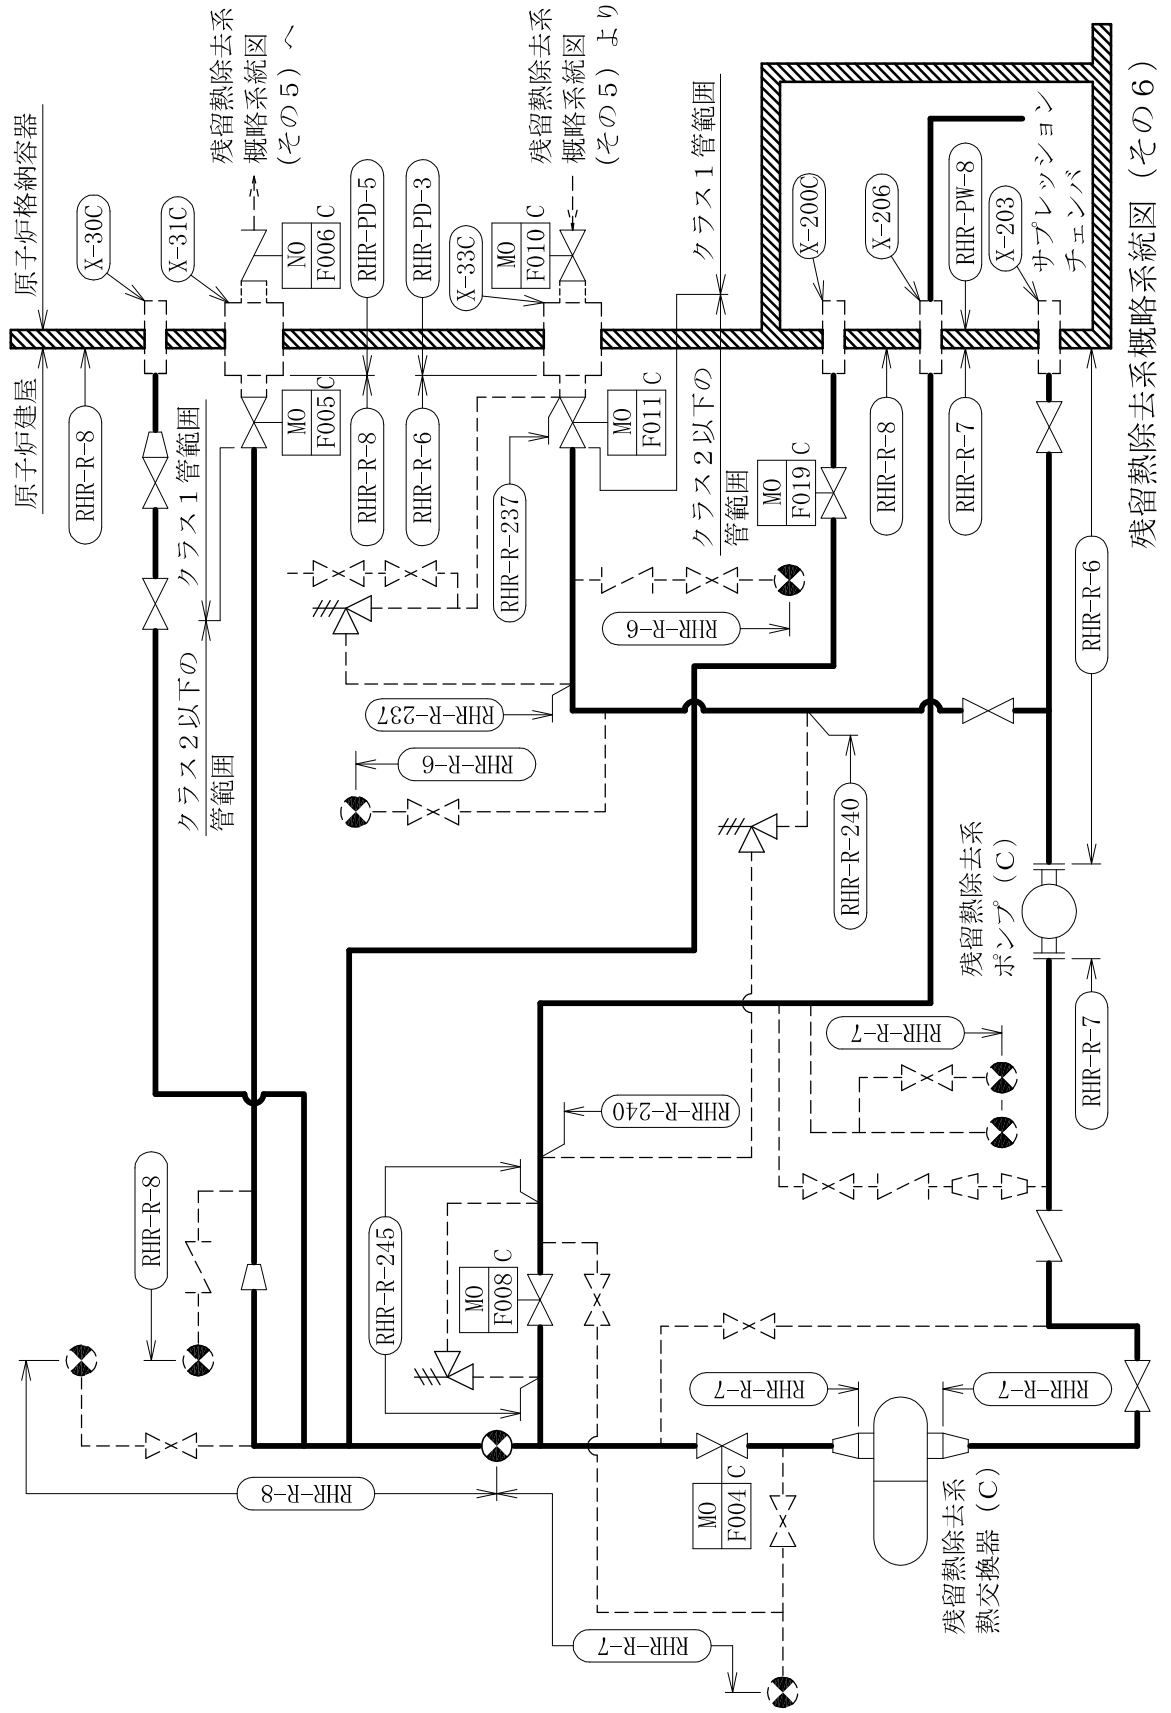 残留熱除去系概略系統図（その６）
原子炉建屋
原子炉格納容器
RHR-R-8
X-30C
X-31C
残留熱除去系
概略系統図
(その５) へ
NO
F006C
MO
F005C
クラス１管範囲
クラス２以下の
管範囲
RHR-PD-5
RHR-R-8
RHR-PD-3
RHR-R-6
X-33C
残留熱除去系
概略系統図
(その５) より
MO
F010C
MO
F011C
RHR-R-237
クラス１管範囲
クラス２以下の
管範囲
MO
F019C
RHR-R-6
RHR-R-237
RHR-R-6
X-200C
RHR-R-8
X-206
RHR-PW-8
RHR-R-7
X-203
サプレッション
チェンバ
RHR-R-6
RHR-R-240
残留熱除去系
ポンプ（C）
RHR-R-7
RHR-R-7
RHR-R-240
RHR-R-8
RHR-R-245
MO
F008C
RHR-R-8
RHR-R-7
MO
F004C
RHR-R-7
RHR-R-7
残留熱除去系
熱交換器（C）